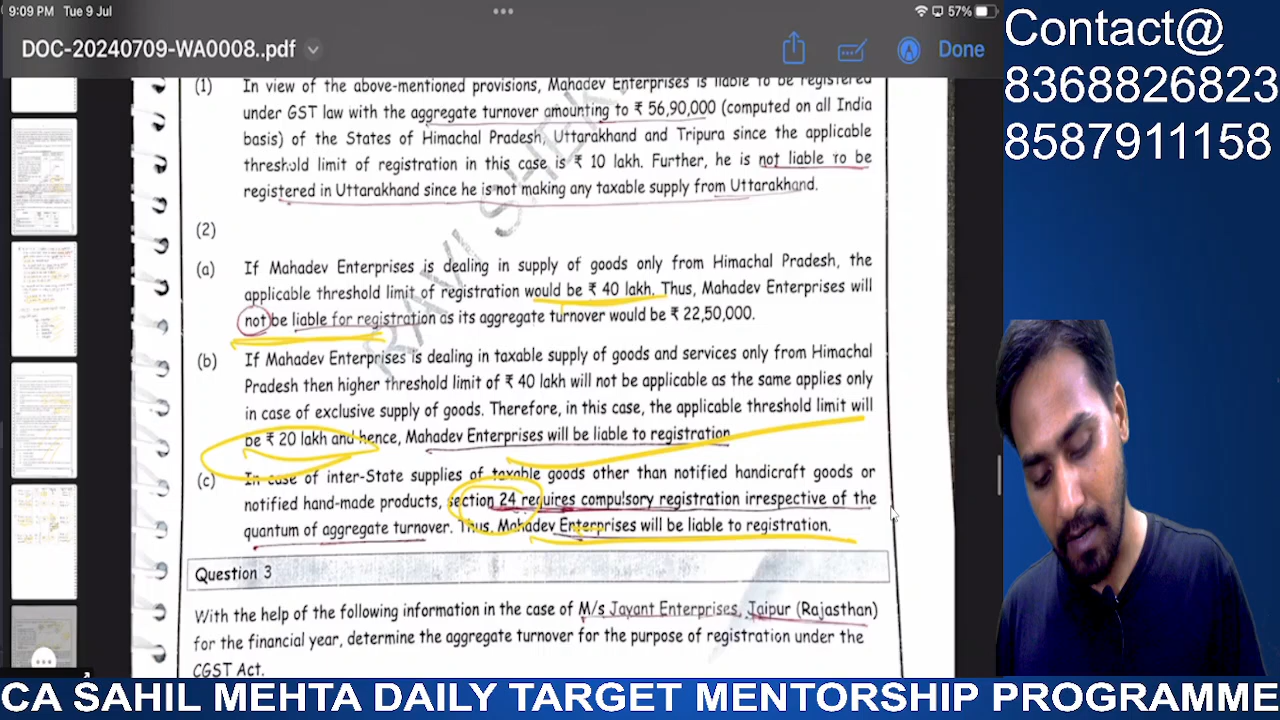 9:09 PM Tue 9 Jul
57%
DOC-20240709-WA0008..pdf
Done
Contact@
8368826823
8587911158
(1) In view of the above-mentioned provisions, Mahadev Enterprises is liable to be registered
under GST law with the aggregate turnover amounting to ₹ 56,90,000 (computed on all India
basis) of the States of Himachal Pradesh, Uttarakhand and Tripura since the applicable
threshold limit of registration in this case is ₹ 10 lakh. Further, he is not liable to be
registered in Uttarakhand since he is not making any taxable supply from Uttarakhand.
(2)
(a) If Mahadev Enterprises is dealing in supply of goods only from Himachal Pradesh, the
applicable threshold limit of registration would be ₹ 40 lakh. Thus, Mahadev Enterprises will
not be liable for registration as its aggregate turnover would be ₹ 22,50,000.
(b) If Mahadev Enterprises is dealing in taxable supply of goods and services only from Himachal
Pradesh then higher threshold limit of ₹ 40 lakh will not be applicable as the same applies only
in case of exclusive supply of goods. Therefore, in this case, the applicable threshold limit will
be ₹ 20 lakh and hence, Mahadev Enterprises will be liable to registration
(c) In case of inter-State supplies of taxable goods other than notified handicraft goods or
notified hand-made products, section 24 requires compulsory registration irrespective of the
quantum of aggregate turnover. Thus, Mahadev Enterprises will be liable to registration.
Question 3
With the help of the following information in the case of M/s Jayant Enterprises, Jaipur (Rajasthan)
for the financial year, determine the aggregate turnover for the purpose of registration under the
CGST Act.
CA SAHIL MEHTA DAILY TARGET MENTORSHIP PROGRAMME